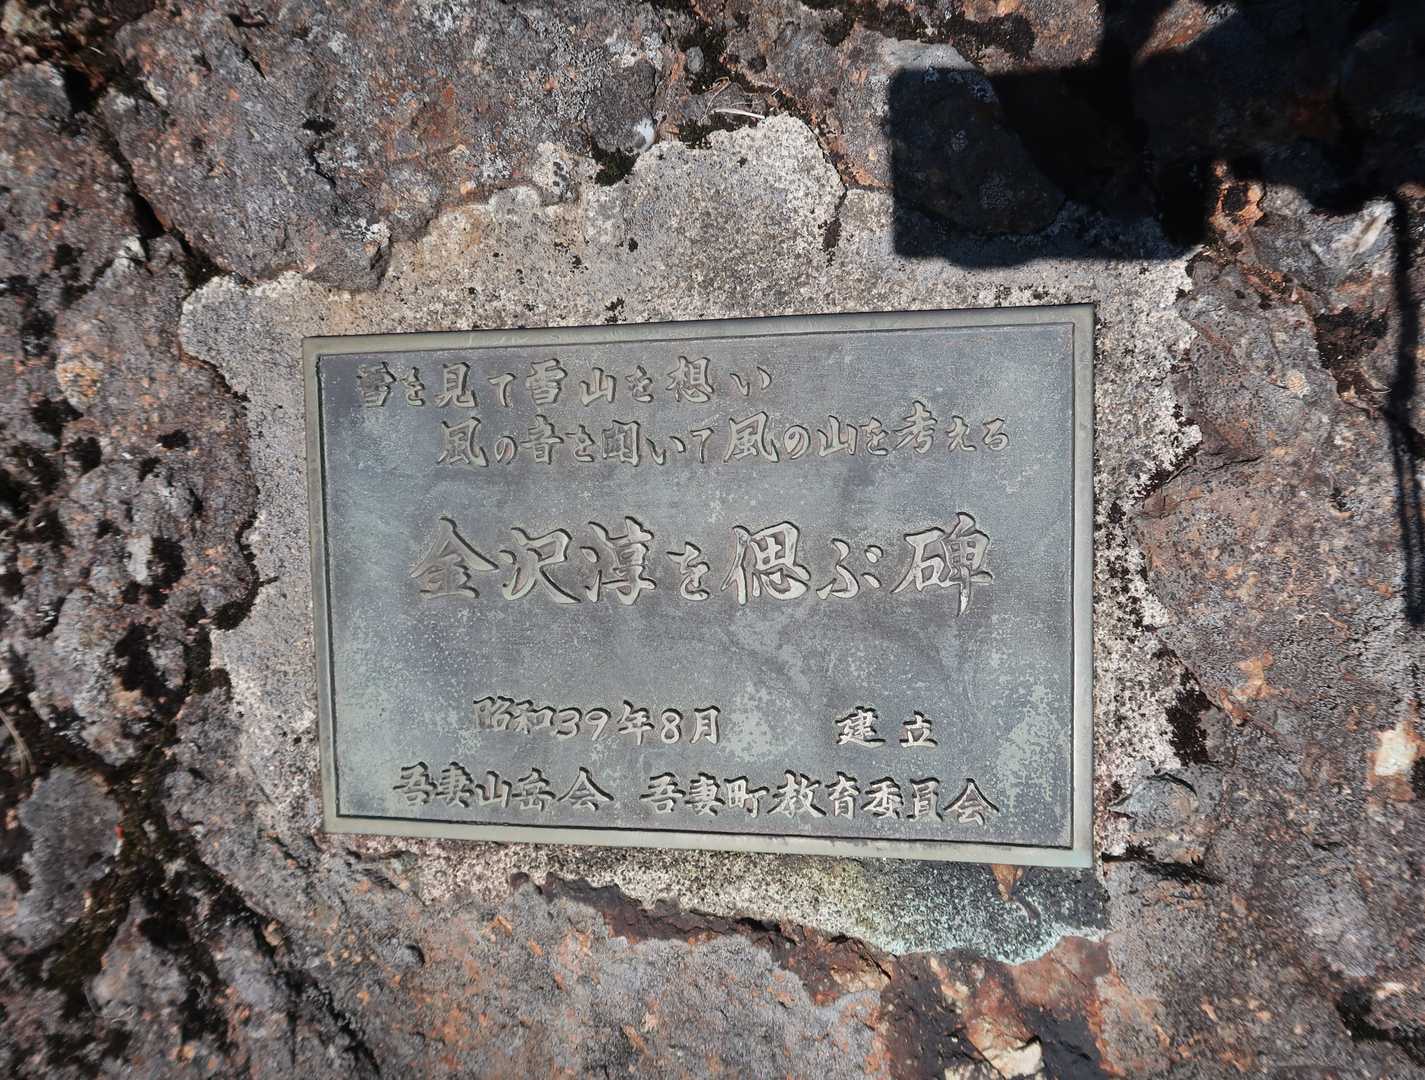 雪を見て雪山を想い
風の音を聞いて風の山を考える
金沢淳を偲ぶ碑
昭和39年8月 建立
吾妻山岳会 吾妻町教育委員会